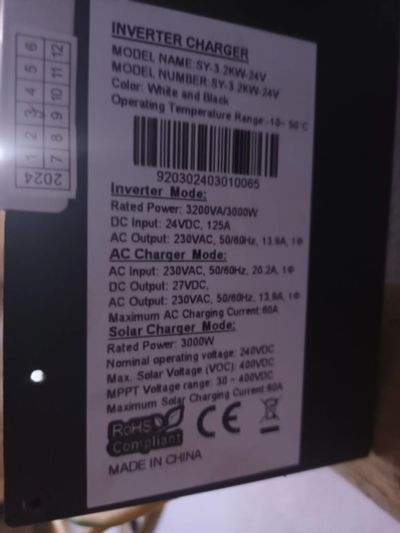 INVERTER CHARGER
MODEL NAME: SY-3.2KW-24V
MODEL NUMBER: SY-3.2KW-24V
Color: White and Black
Operating Temperature Range: -10~ 50°C
920302403010065
Inverter Mode:
Rated Power: 3200VA/3000W
DC Input: 24VDC, 125A
AC Output: 230VAC, 50/60HZ, 13.9A, 1Φ
AC Charger Mode:
AC Input: 230VAC, 50/60HZ, 20.2A, 1Φ
DC Output: 27VDC,
AC Output: 230VAC, 50/60HZ, 13.9A, 1Φ
Maximum AC Charging Current: 60A
Solar Charger Mode:
Rated Power: 3000W
Nominal operating voltage: 240VDC
Max. Solar Voltage (VOC): 400VDC
MPPT Voltage range: 30 ~ 400VDC
Maximum Solar Charging Current 80A
RoHS
Compliant
CE
MADE IN CHINA
2024 1 2 3 4 5 6
7 8 9 10 11 12